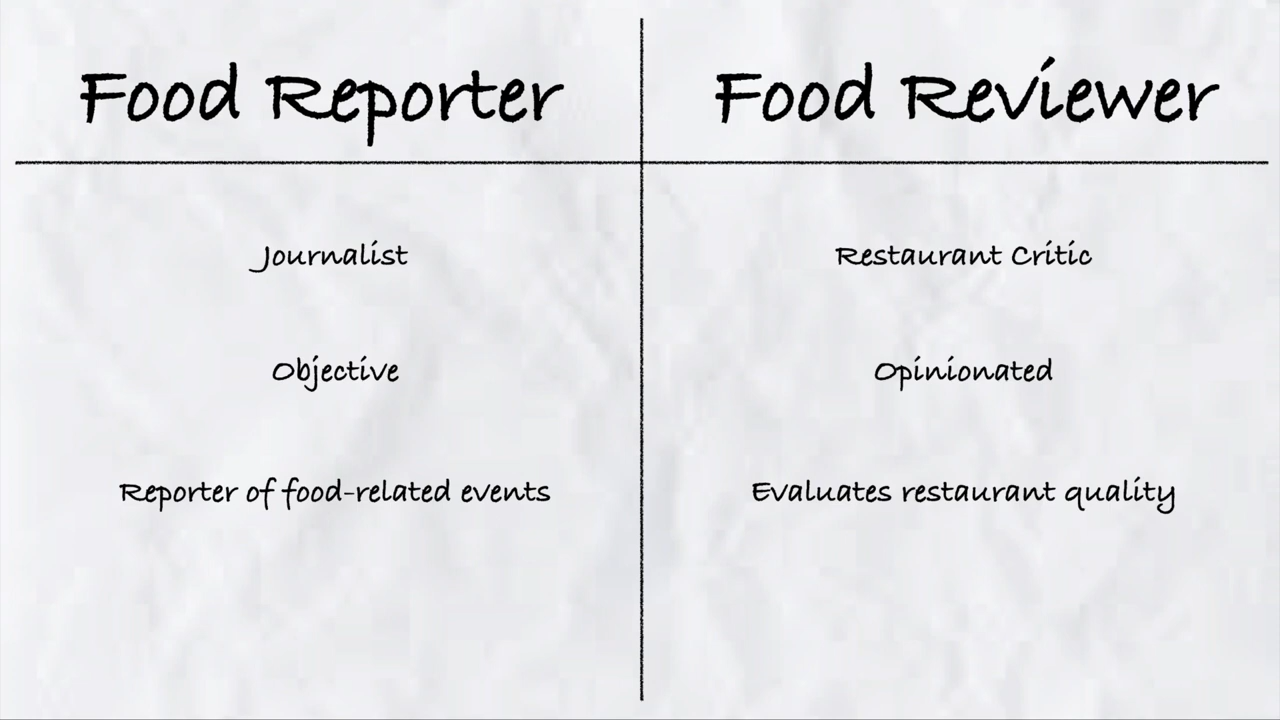 Food Reporter
Food Reviewer
Journalist
Restaurant Critic
Objective
Opinionated
Reporter of food-related events
Evaluates restaurant quality